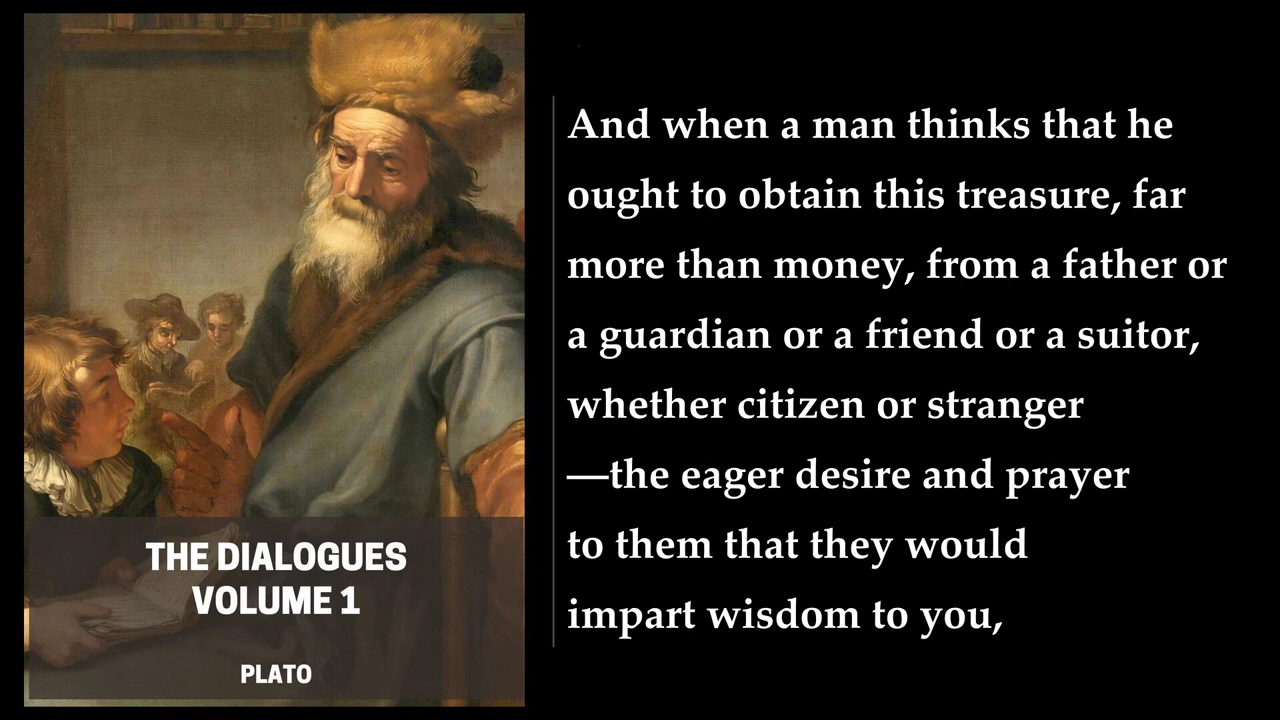 THE DIALOGUES
VOLUME 1
PLATO
And when a man thinks that he
ought to obtain this treasure, far
more than money, from a father or
a guardian or a friend or a suitor,
whether citizen or stranger
—the eager desire and prayer
to them that they would
impart wisdom to you,